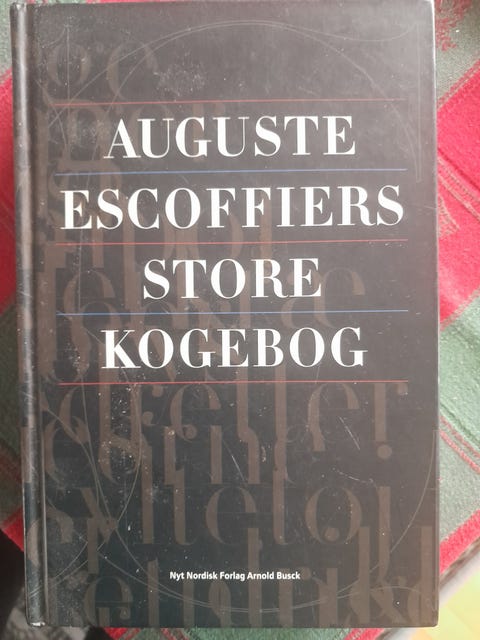 AUGUSTE
ESCOFFIERS
STORE
KOGEBOG
Nyt Nordisk Forlag Arnold Busck